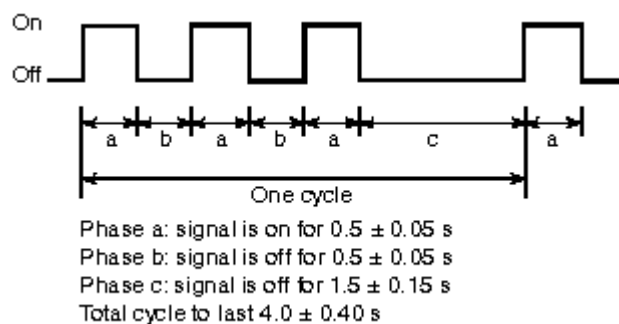 On
Off
a b a b a c a
One cycle
Phase a: signal is on for 0.5 ± 0.05 s
Phase b: signal is off for 0.5 ± 0.05 s
Phase c: signal is off for 1.5 ± 0.15 s
Total cycle to last 4.0 ± 0.40 s